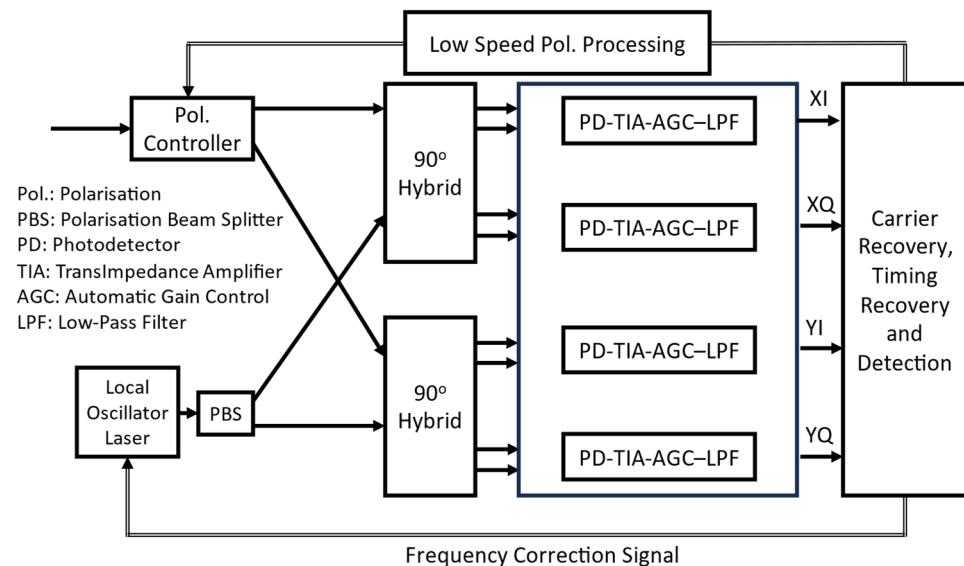 Low Speed Pol. Processing
Pol.
Controller
90º
Hybrid
PD-TIA-AGC–LPF
XI
Pol.: Polarisation
PBS: Polarisation Beam Splitter
PD: Photodetector
TIA: TransImpedance Amplifier
AGC: Automatic Gain Control
LPF: Low-Pass Filter
PD-TIA-AGC–LPF
XQ
Carrier
Recovery,
Timing
Recovery
and
Detection
PD-TIA-AGC–LPF
YI
Local
Oscillator
Laser
PBS
90º
Hybrid
PD-TIA-AGC–LPF
YQ
Frequency Correction Signal